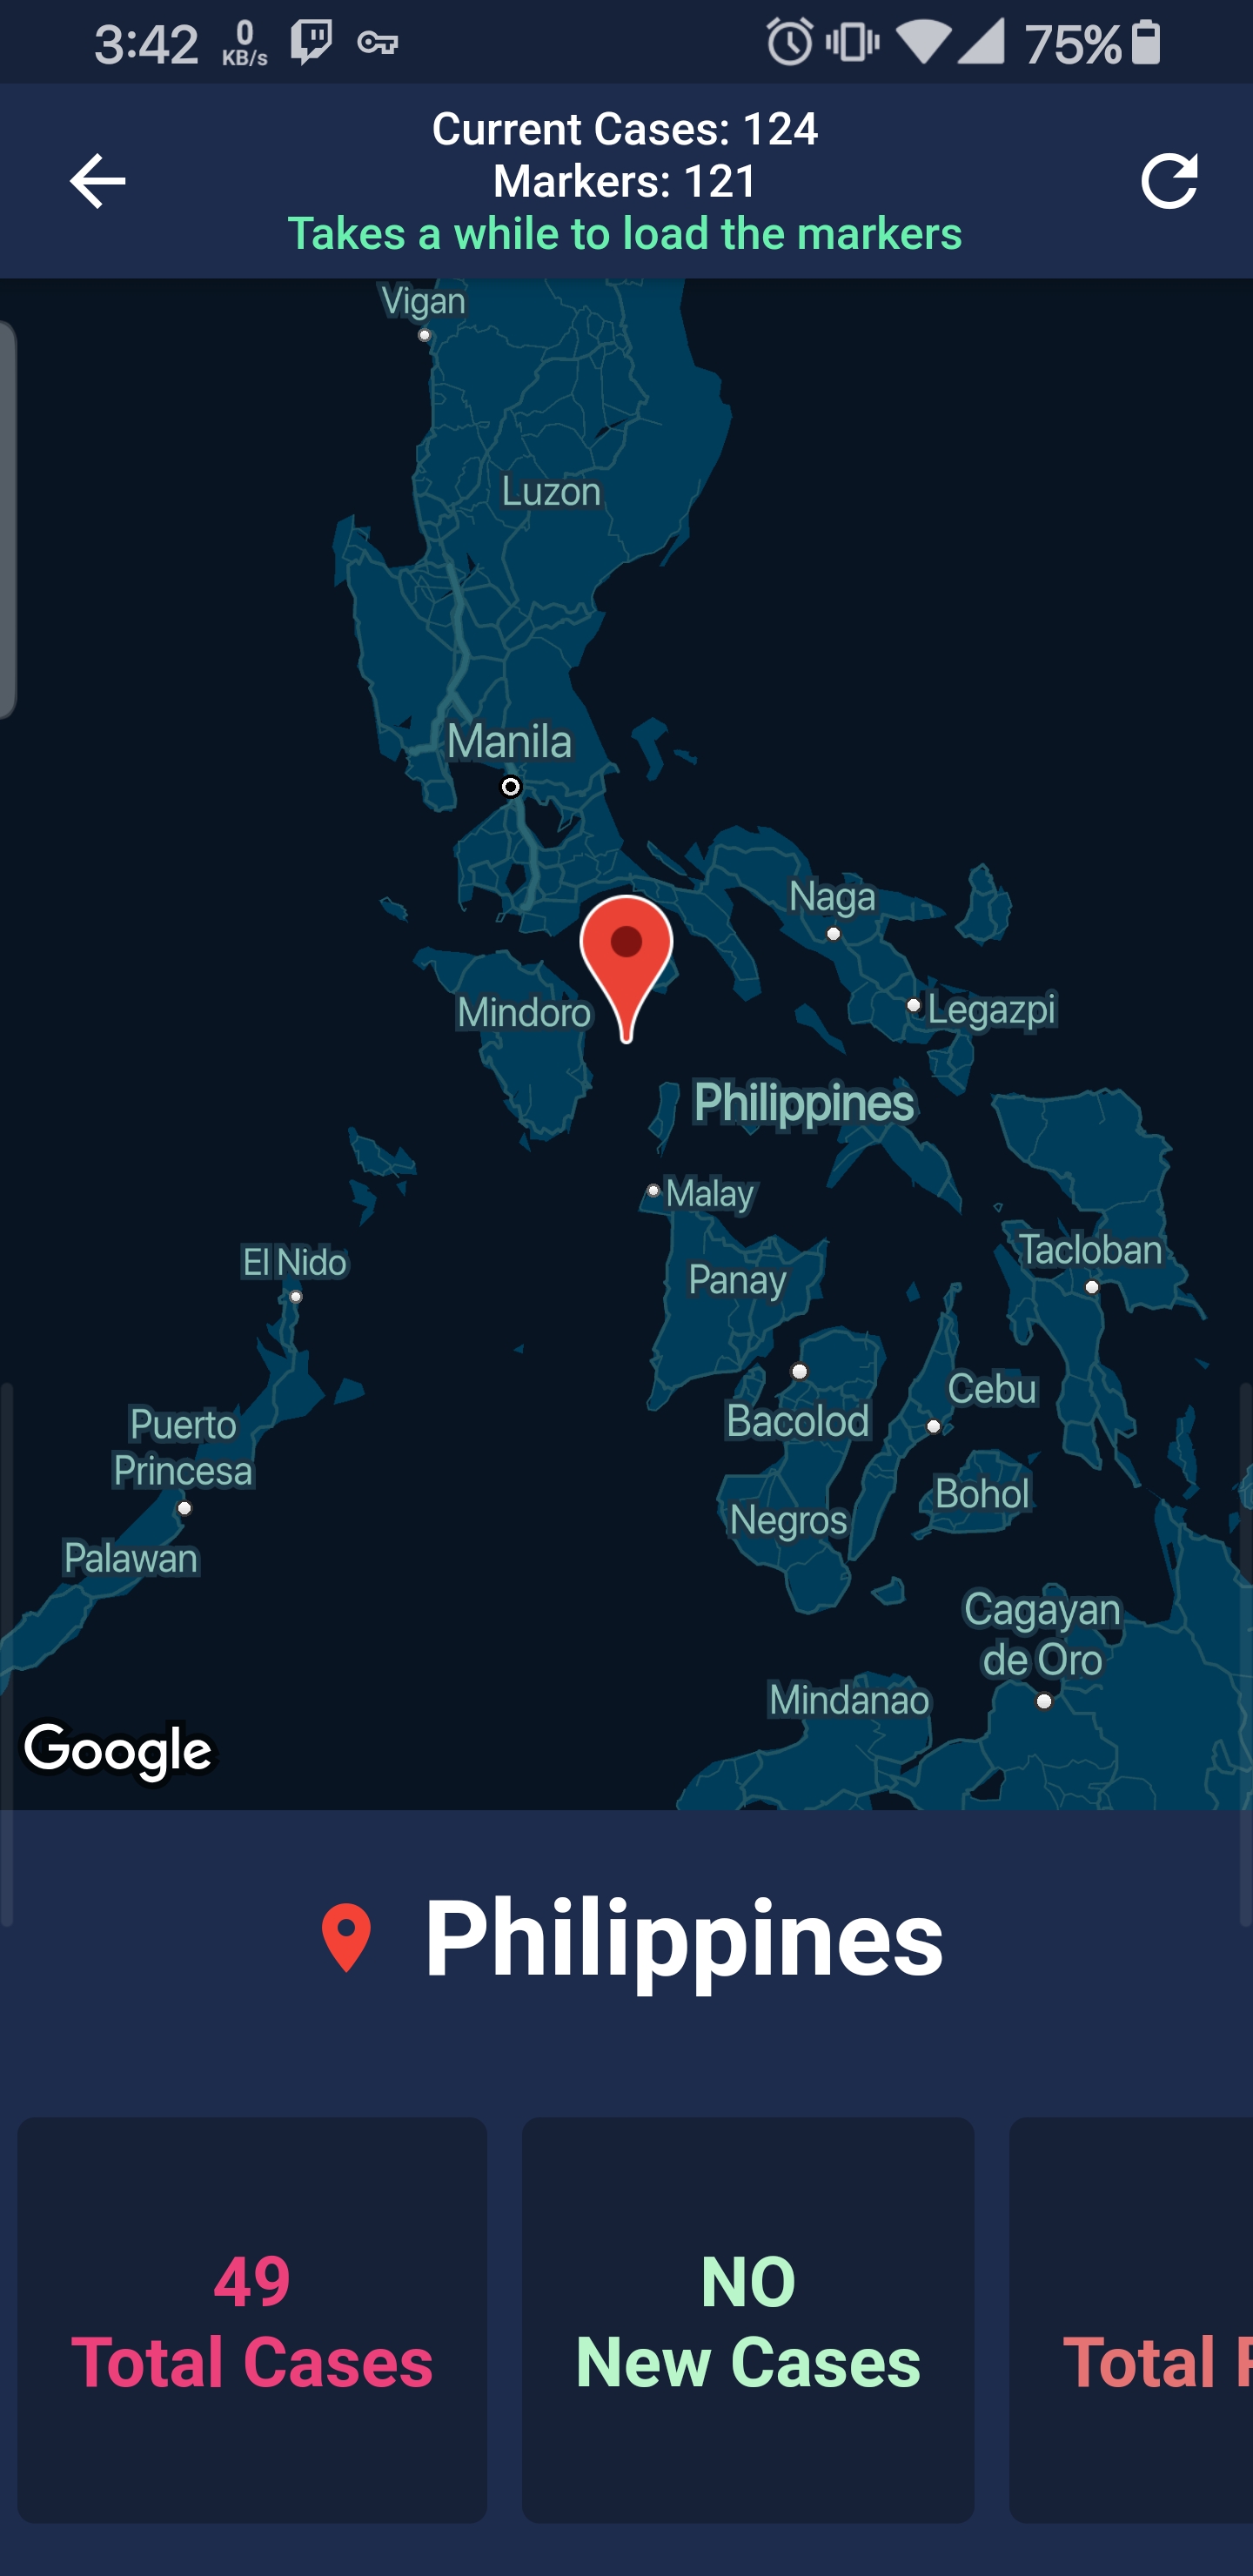 3:42
0
KB/s
75%
Current Cases: 124
Markers: 121
Takes a while to load the markers
Vigan
Luzon
Manila
Naga
Mindoro
Legazpi
Philippines
Malay
Tacloban
El Nido
Panay
Cebu
Puerto
Princesa
Bacolod
Bohol
Negros
Palawan
Cagayan
de Oro
Mindanao
Google
Philippines
49
Total Cases
NO
New Cases
Total